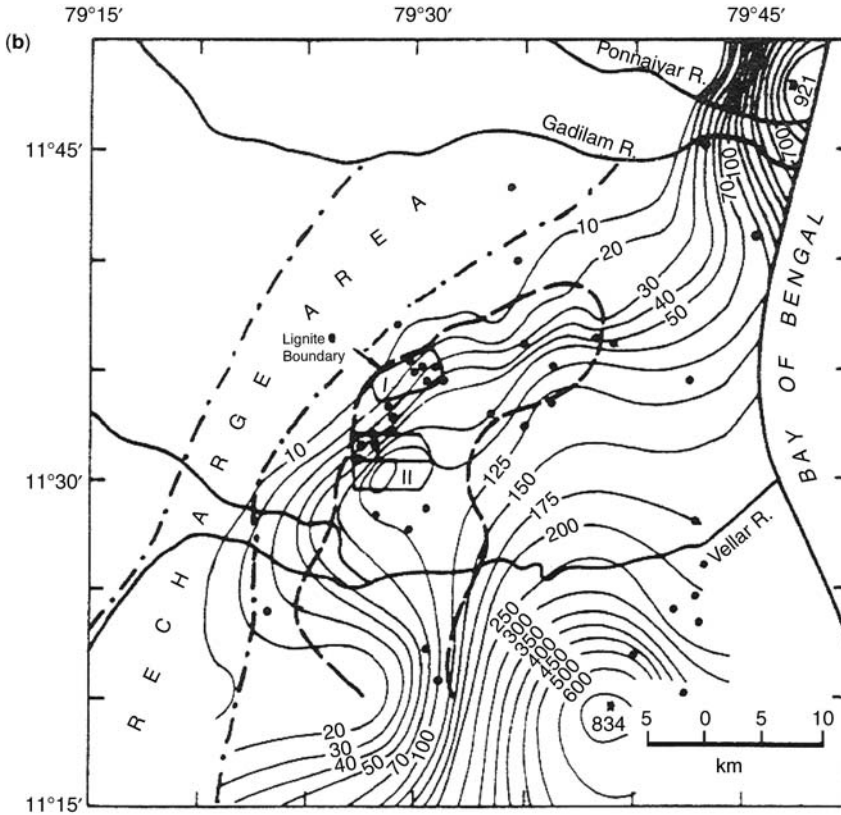 79°15′ 79°30′ 79°45′
(b)
Ponnaiyar R.
921
Gadilam R.
100
11°45′
100
70
RECHARGE AREA
10
20
30
40
50
BAY OF BENGAL
Lignite
Boundary
I
10
125
II
11°30′
150
175
200
Vellar R.
250
300
350
400
450
500
600
834
20
30
40
50
70
100
5 0 5 10
km
11°15′